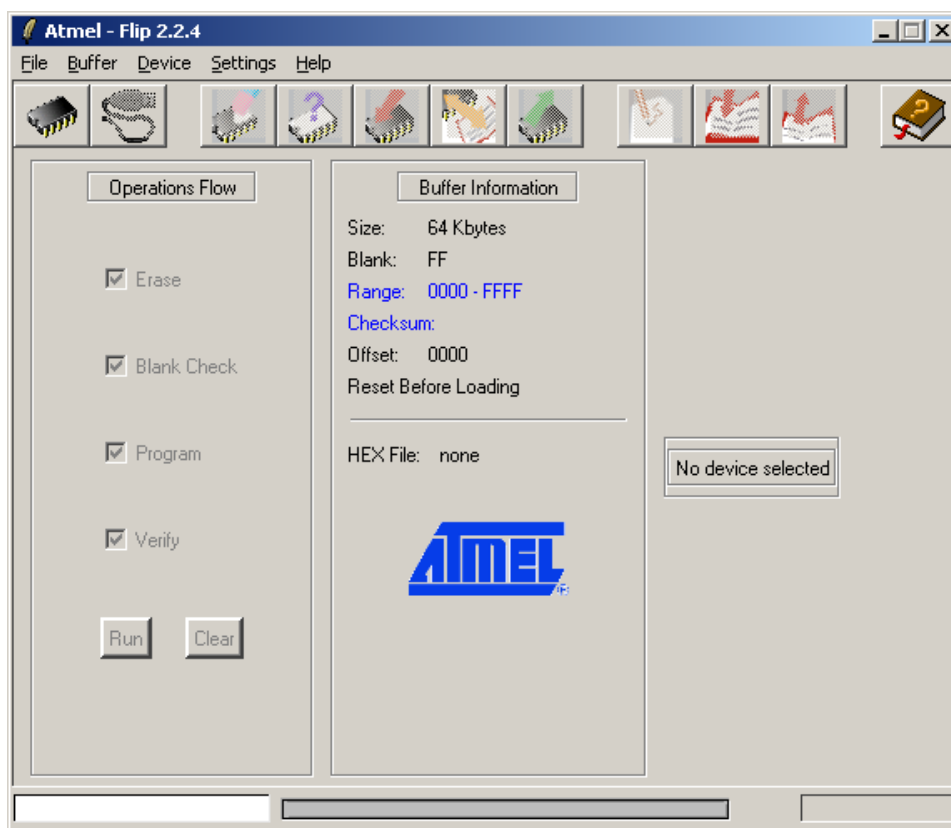 Atmel - Flip 2.2.4
File Buffer Device Settings Help
Operations Flow
Erase
Blank Check
Program
Verify
Run Clear
Buffer Information
Size: 64 Kbytes
Blank: FF
Range: 0000 - FFFF
Checksum:
Offset: 0000
Reset Before Loading
HEX File: none
ATMEL
®
No device selected